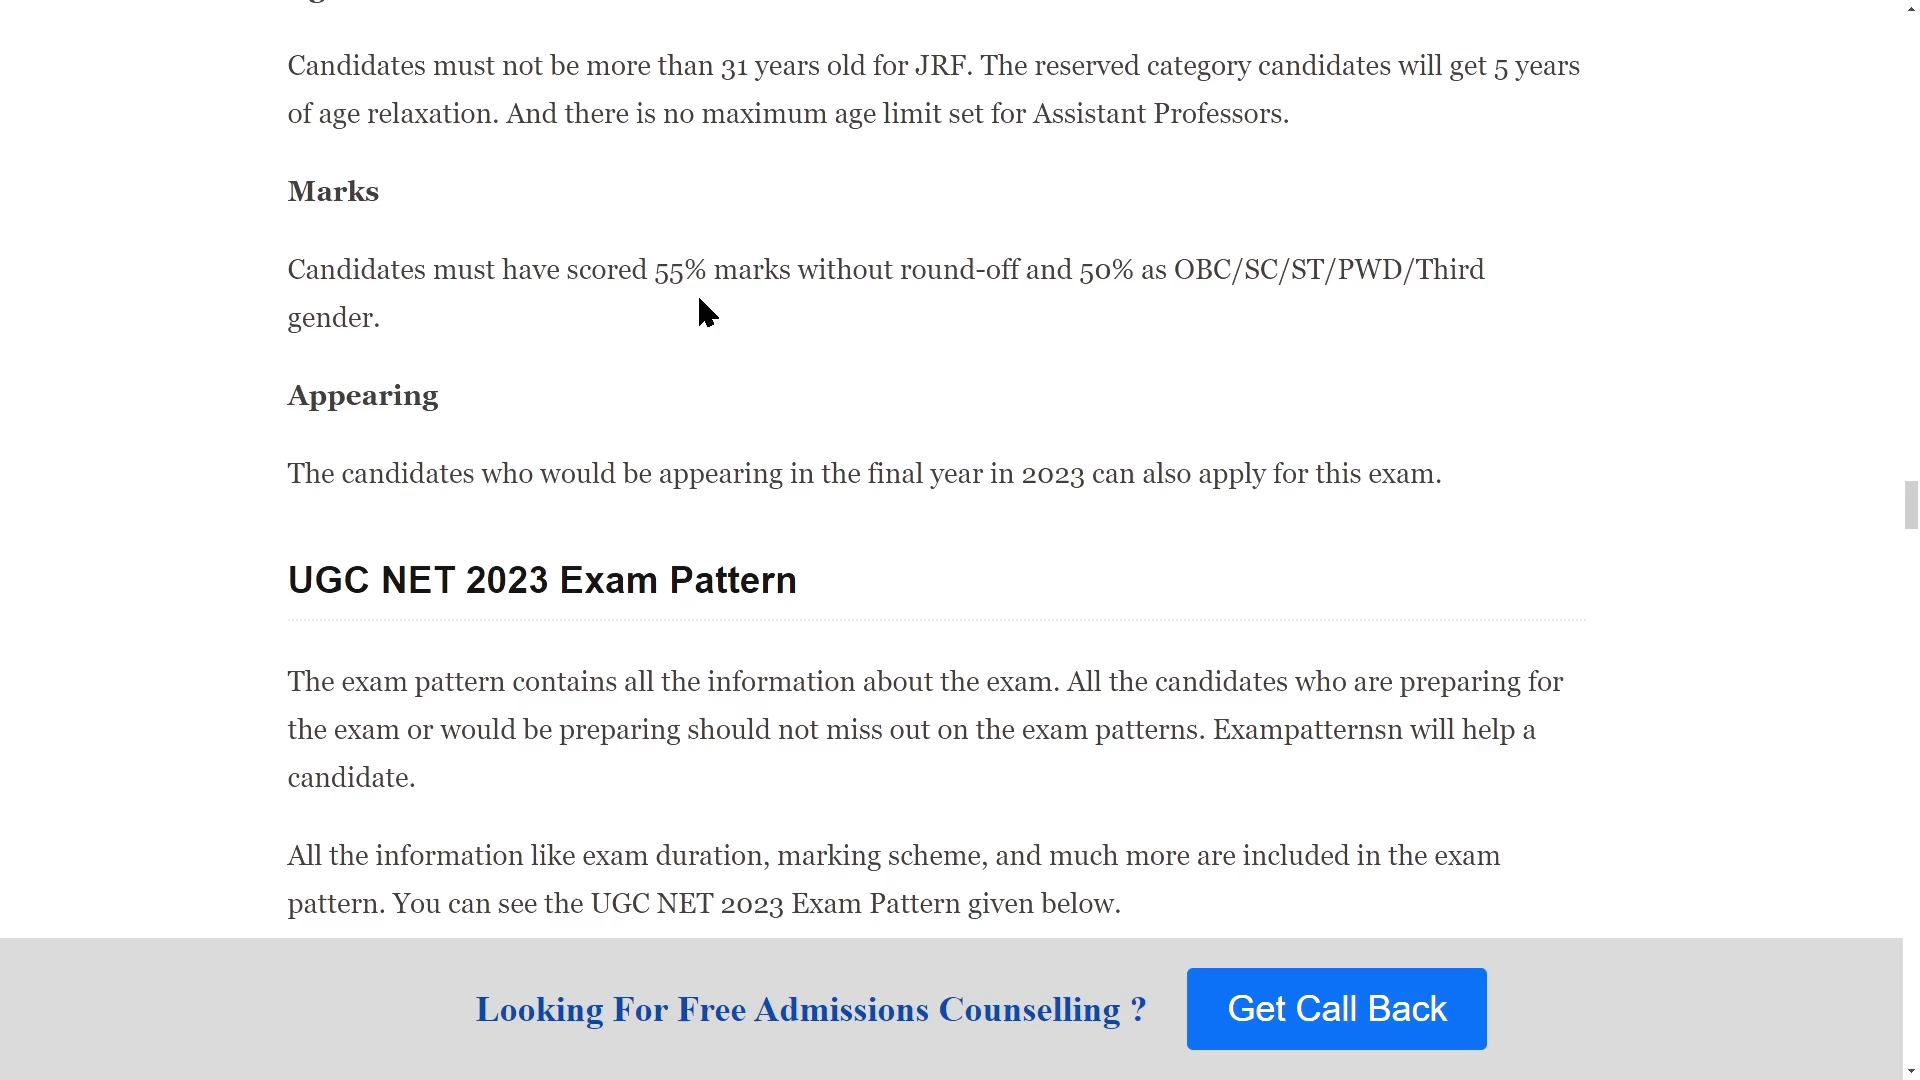 Candidates must not be more than 31 years old for JRF. The reserved category candidates will get 5 years
of age relaxation. And there is no maximum age limit set for Assistant Professors.
Marks
Candidates must have scored 55% marks without round-off and 50% as OBC/SC/ST/PWD/Third
gender.
Appearing
The candidates who would be appearing in the final year in 2023 can also apply for this exam.
UGC NET 2023 Exam Pattern
The exam pattern contains all the information about the exam. All the candidates who are preparing for
the exam or would be preparing should not miss out on the exam patterns. Exampatternsn will help a
candidate.
All the information like exam duration, marking scheme, and much more are included in the exam
pattern. You can see the UGC NET 2023 Exam Pattern given below.
Looking For Free Admissions Counselling ?
Get Call Back